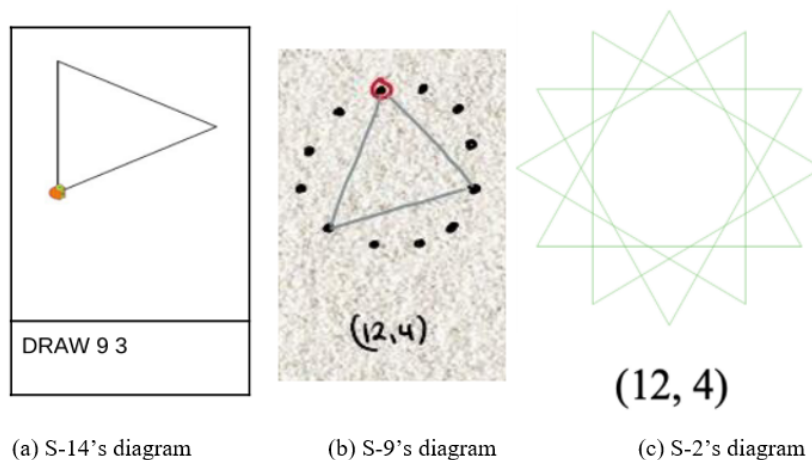 DRAW 9 3
(12,4)
(12, 4)
(a) S-14's diagram
(b) S-9's diagram
(c) S-2's diagram